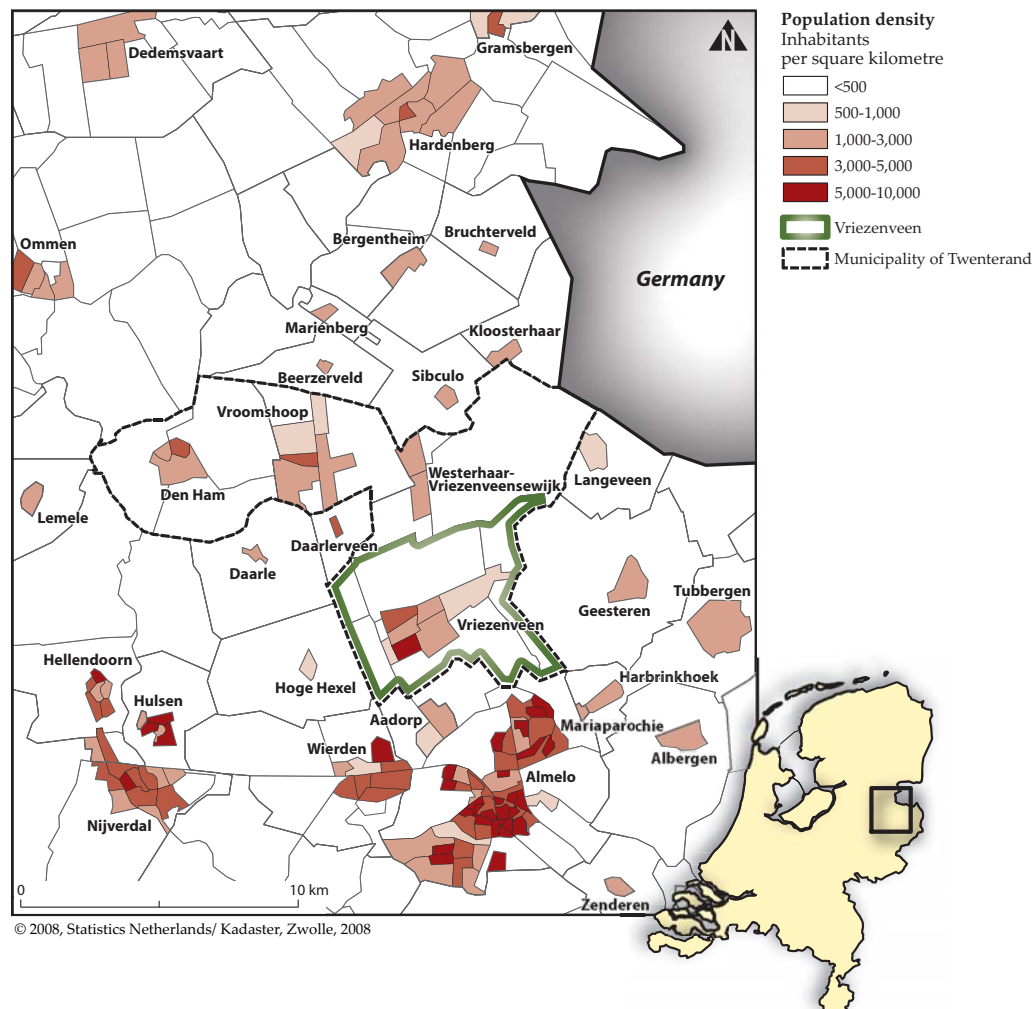 Population density
Inhabitants
per square kilometre
<500
500-1,000
1,000-3,000
3,000-5,000
5,000-10,000
Vriezenveen
Municipality of Twenterand
N
Dedemsvaart
Gramsbergen
Hardenberg
Ommen
Bergentheim
Bruchterveld
Germany
Marienberg
Kloosterhaar
Beerzerveld
Sibculo
Vroomshoop
Westerhaar-
Vriezenveensewijk
Langeveen
Den Ham
Lemele
Daarlerveen
Daarle
Geesteren
Tubbergen
Vriezenveen
Hellendoorn
Hoge Hexel
Harbrinkhoek
Hulsen
Aadorp
Mariaparochie
Wierden
Albergen
Almelo
Nijverdal
0
10 km
Zenderen
© 2008, Statistics Netherlands/ Kadaster, Zwolle, 2008